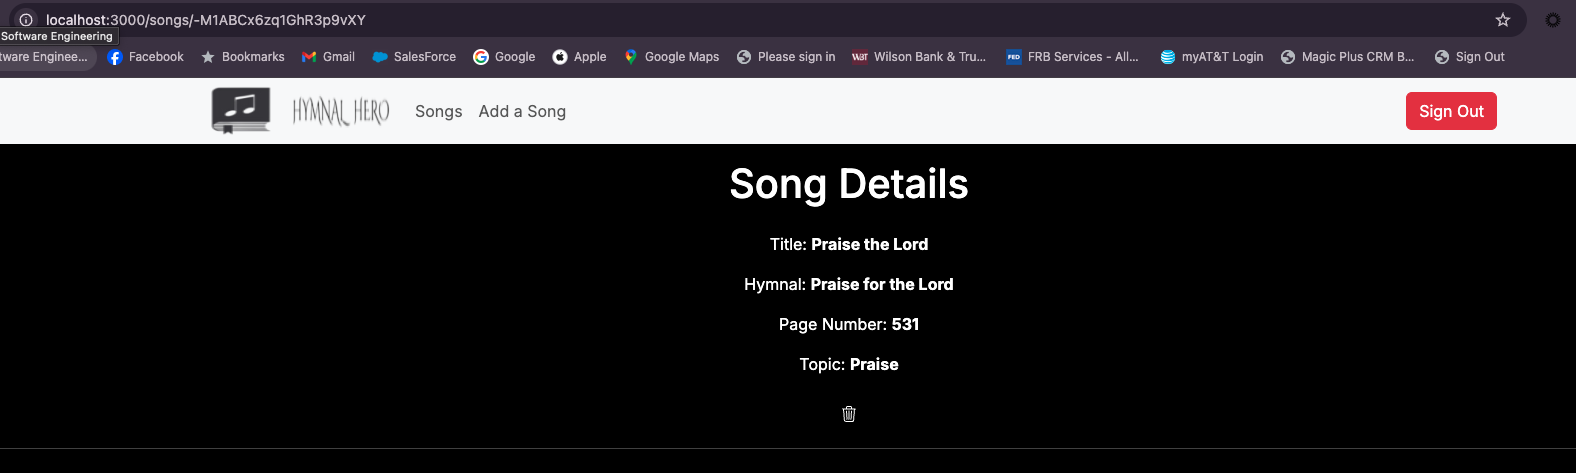 localhost:3000/songs/-M1ABCx6zq1GhR3p9vXY
Software Engineering
tware Enginee... Facebook Bookmarks Gmail SalesForce Google Apple Google Maps Please sign in Wilson Bank & Tru... FRB Services - All... myAT&T Login Magic Plus CRM B... Sign Out
HYMNAL HERO Songs Add a Song Sign Out
Song Details
Title: Praise the Lord
Hymnal: Praise for the Lord
Page Number: 531
Topic: Praise